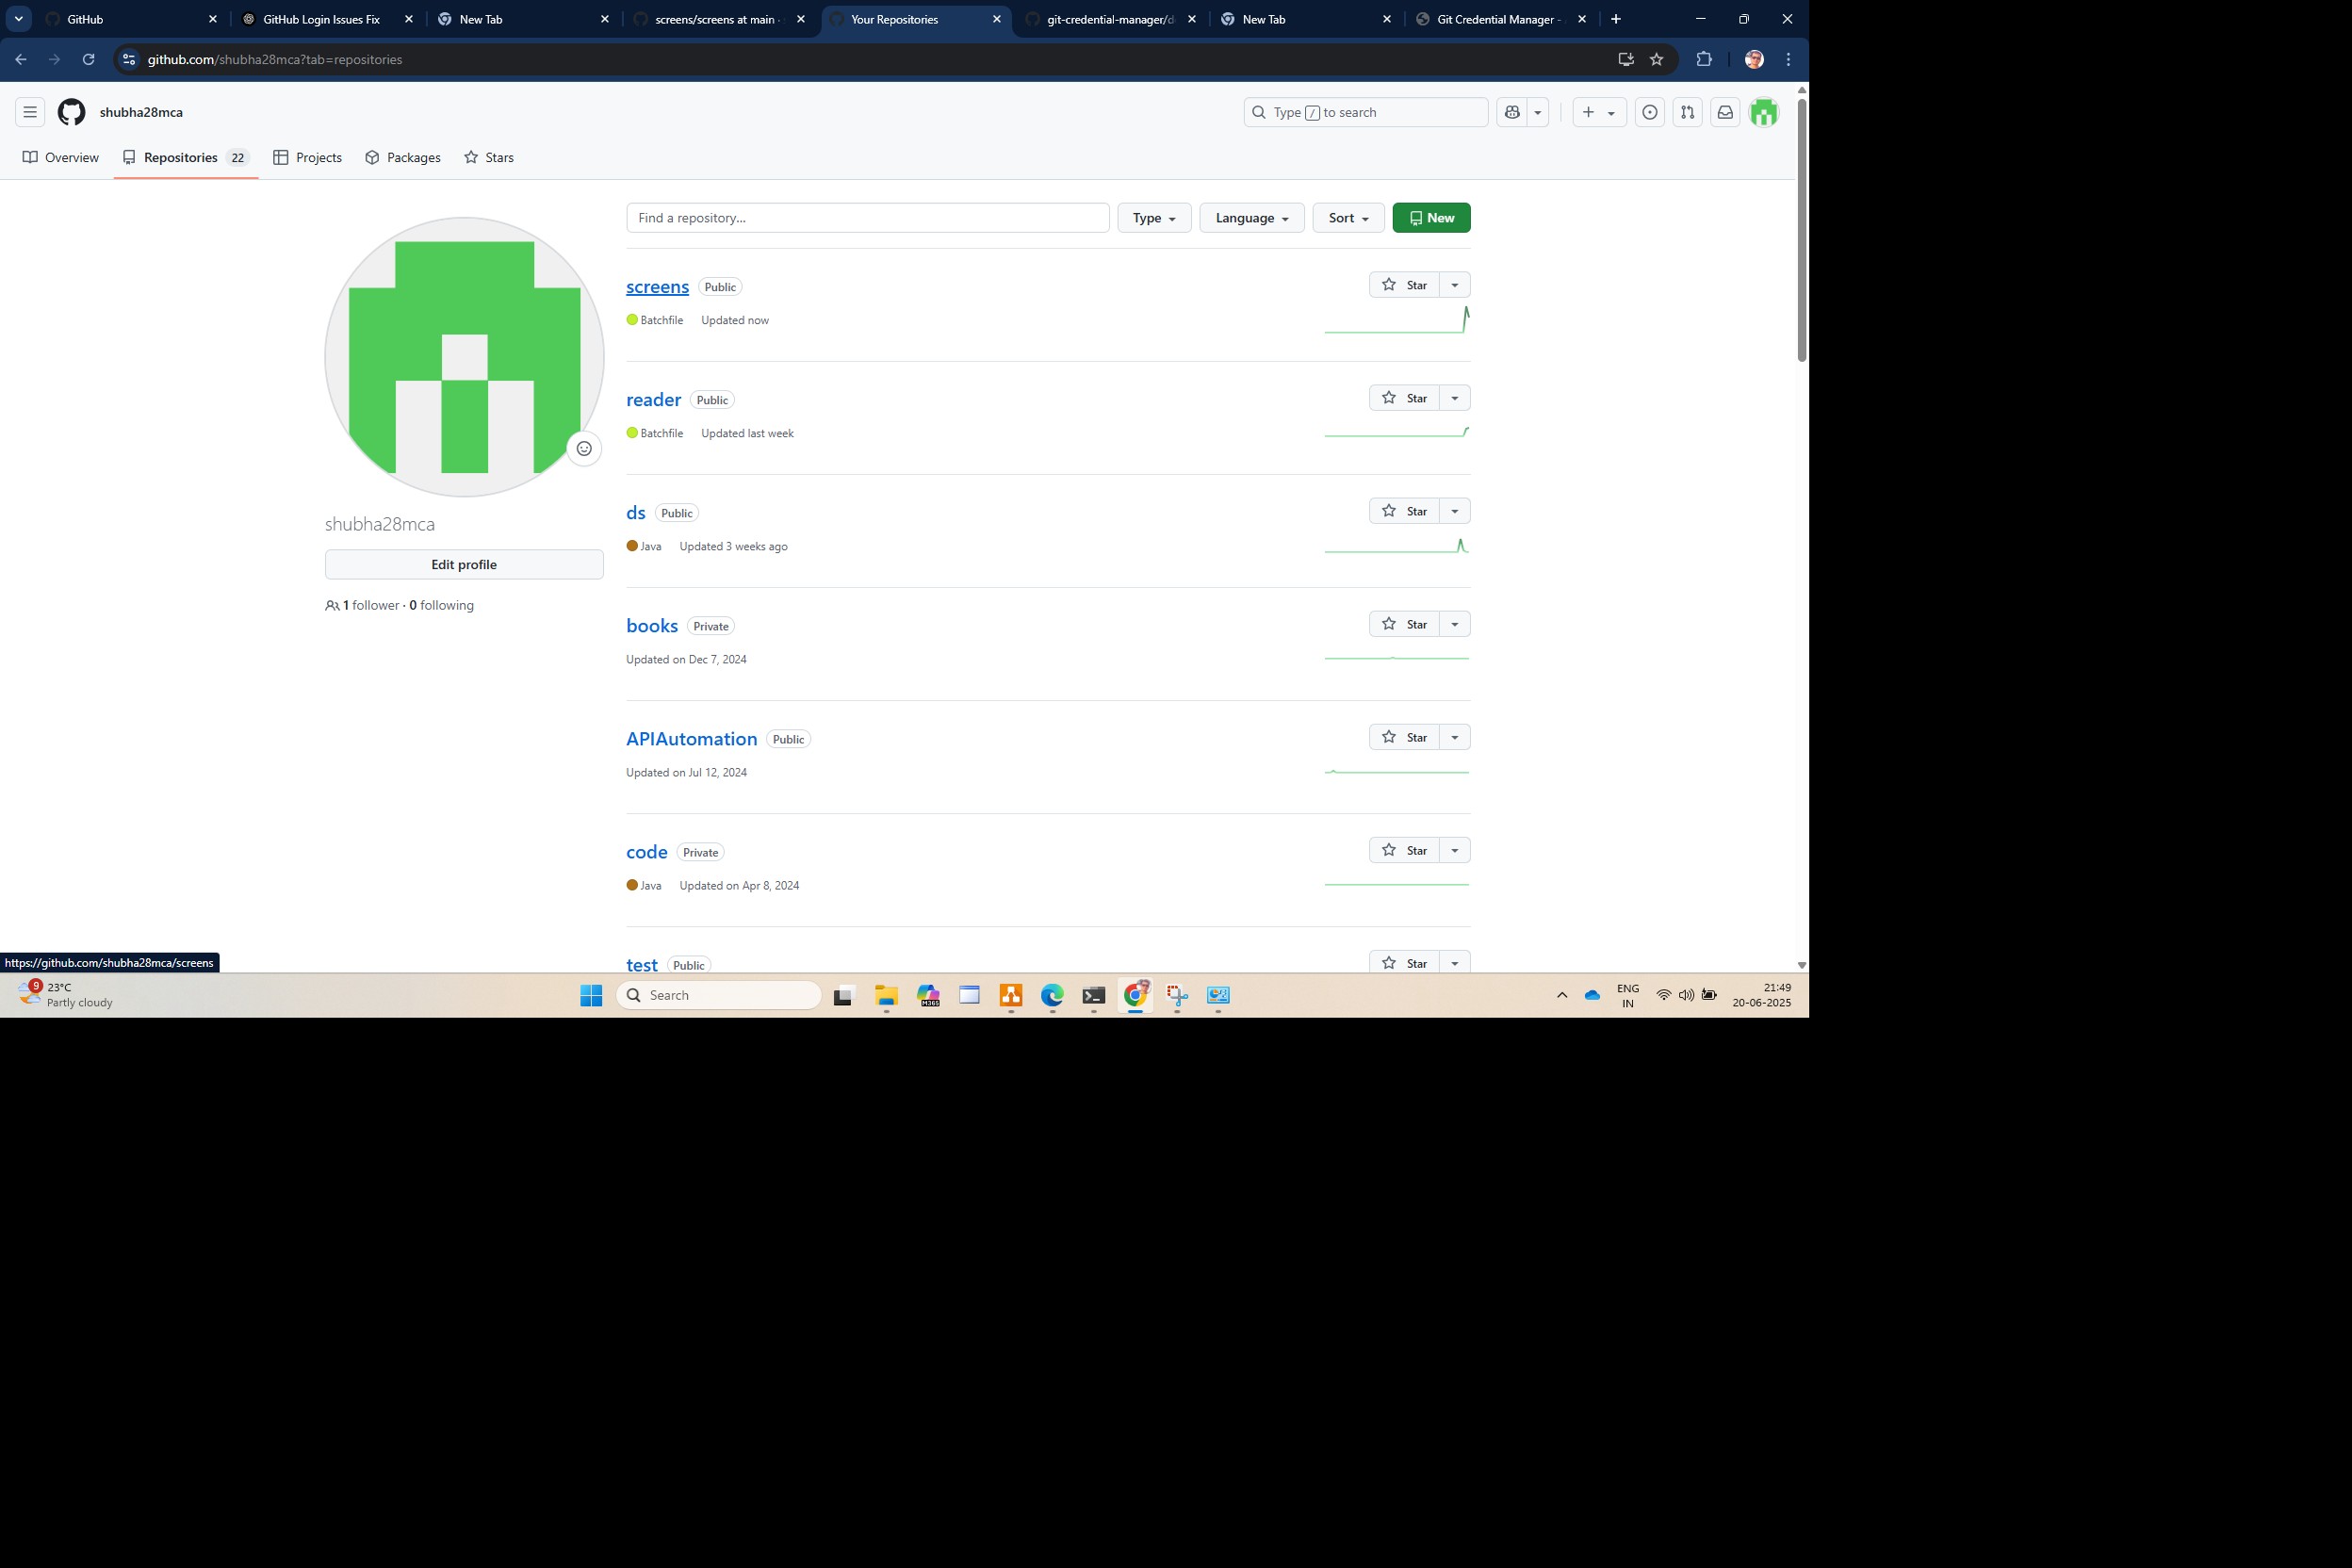 GitHub
GitHub Login Issues Fix
New Tab
screens/screens at main ·
Your Repositories
git-credential-manager/d
New Tab
Git Credential Manager -
github.com/shubha28mca?tab=repositories
shubha28mca
Type / to search
Overview
Repositories 22
Projects
Packages
Stars
Find a repository...
Type
Language
Sort
New
screens Public
Star
Batchfile Updated now
reader Public
Star
Batchfile Updated last week
ds Public
Star
Java Updated 3 weeks ago
shubha28mca
Edit profile
1 follower · 0 following
books Private
Star
Updated on Dec 7, 2024
APIAutomation Public
Star
Updated on Jul 12, 2024
code Private
Star
Java Updated on Apr 8, 2024
test Public
Star
https://github.com/shubha28mca/screens
9
23°C
Partly cloudy
Search
M365
ENG
IN
21:49
20-06-2025